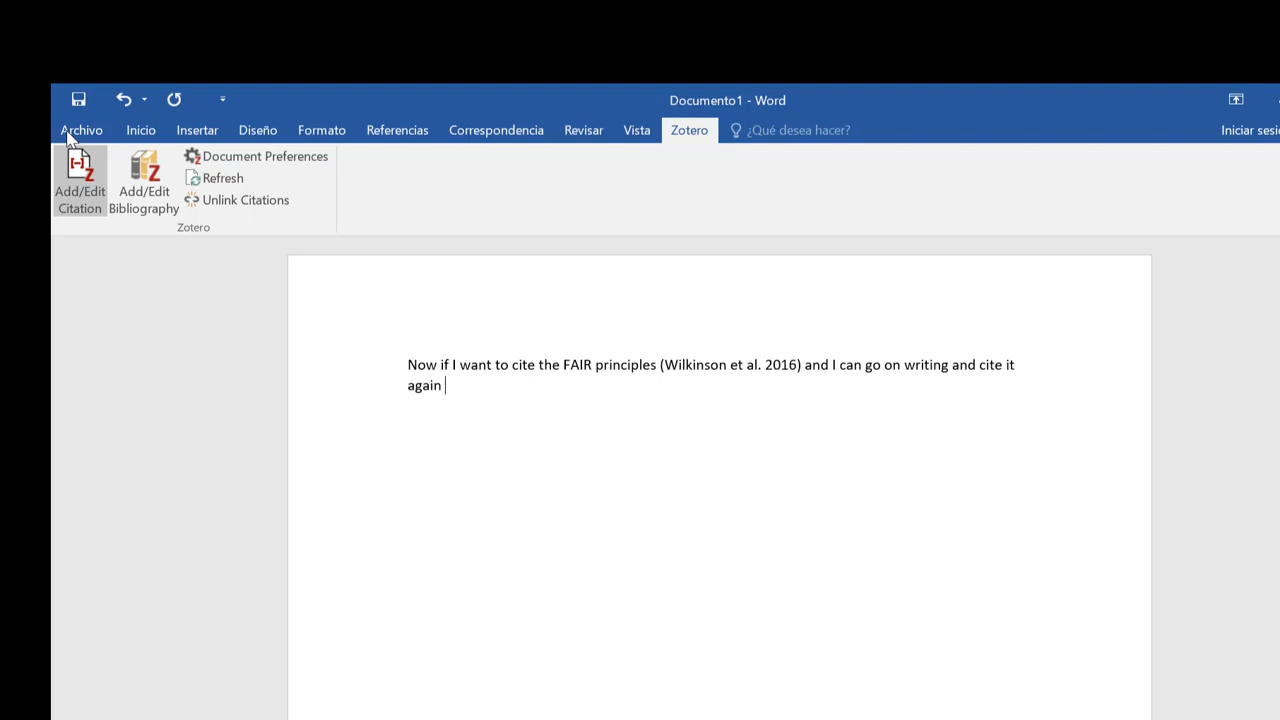 Documento1 - Word
Archivo Inicio Insertar Diseño Formato Referencias Correspondencia Revisar Vista Zotero ¿Qué desea hacer? Iniciar sesi
Add/Edit Citation
Add/Edit Bibliography
Document Preferences
Refresh
Unlink Citations
Zotero
Now if I want to cite the FAIR principles (Wilkinson et al. 2016) and I can go on writing and cite it
again